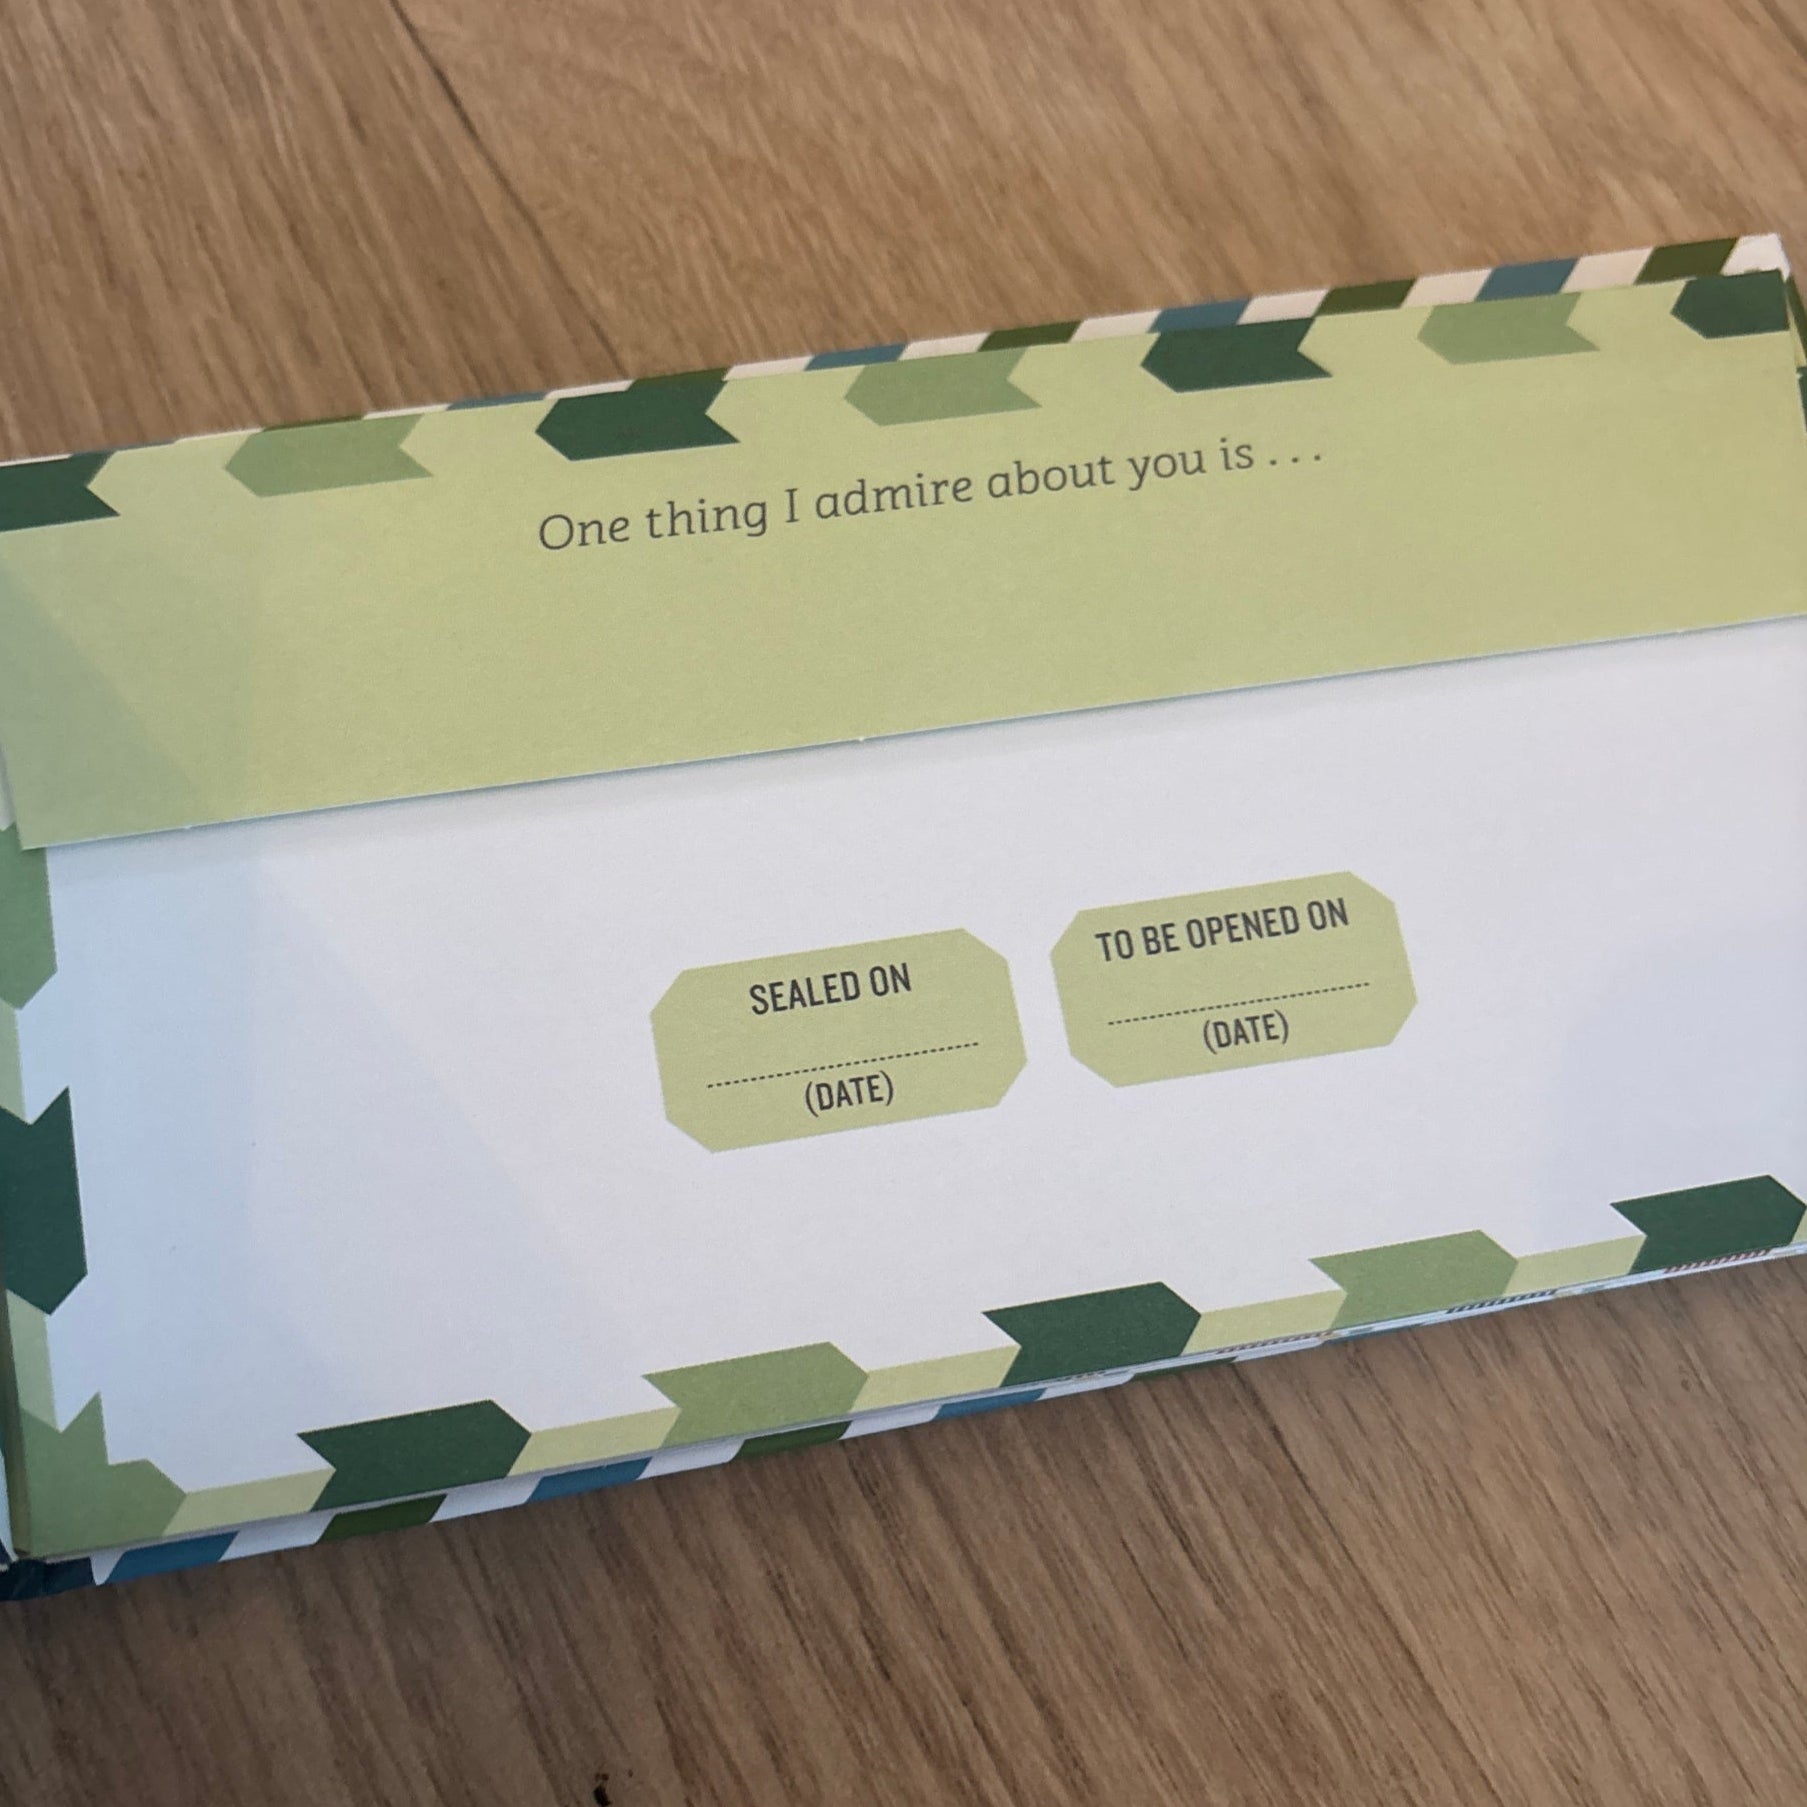 One thing I admire about you is . . .
SEALED ON
(DATE)
TO BE OPENED ON
(DATE)